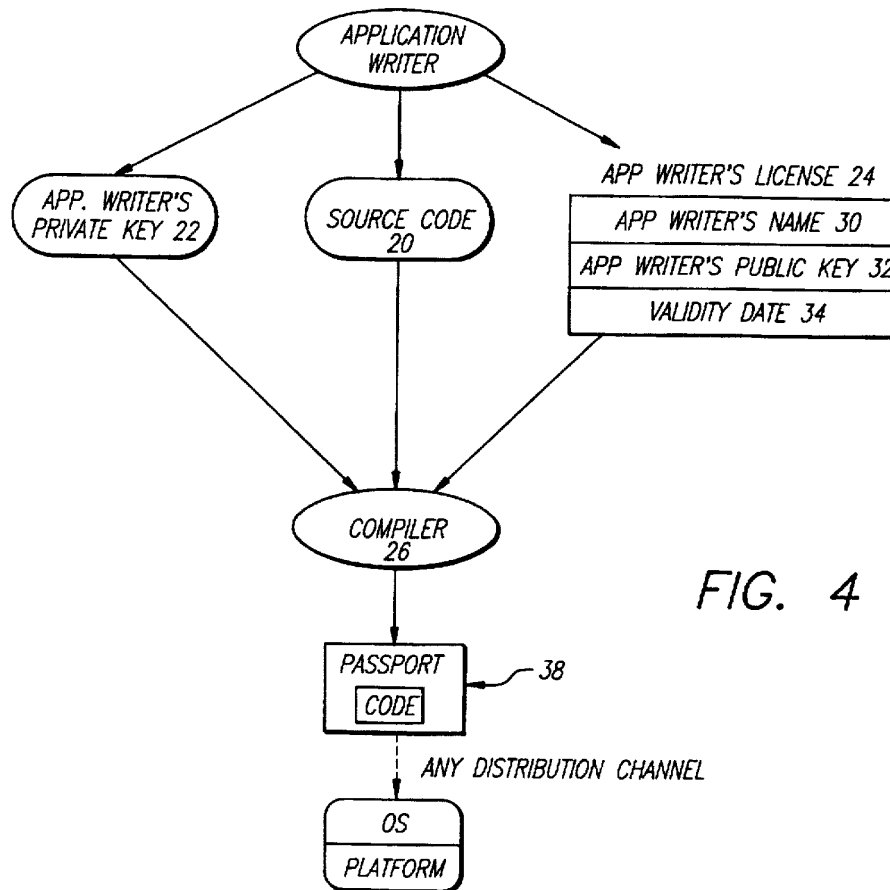 APPLICATION
WRITER
APP. WRITER'S
PRIVATE KEY 22
SOURCE CODE
20
APP WRITER'S LICENSE 24
APP WRITER'S NAME 30
APP WRITER'S PUBLIC KEY 32
VALIDITY DATE 34
COMPILER
26
FIG. 4
PASSPORT
CODE
38
ANY DISTRIBUTION CHANNEL
OS
PLATFORM